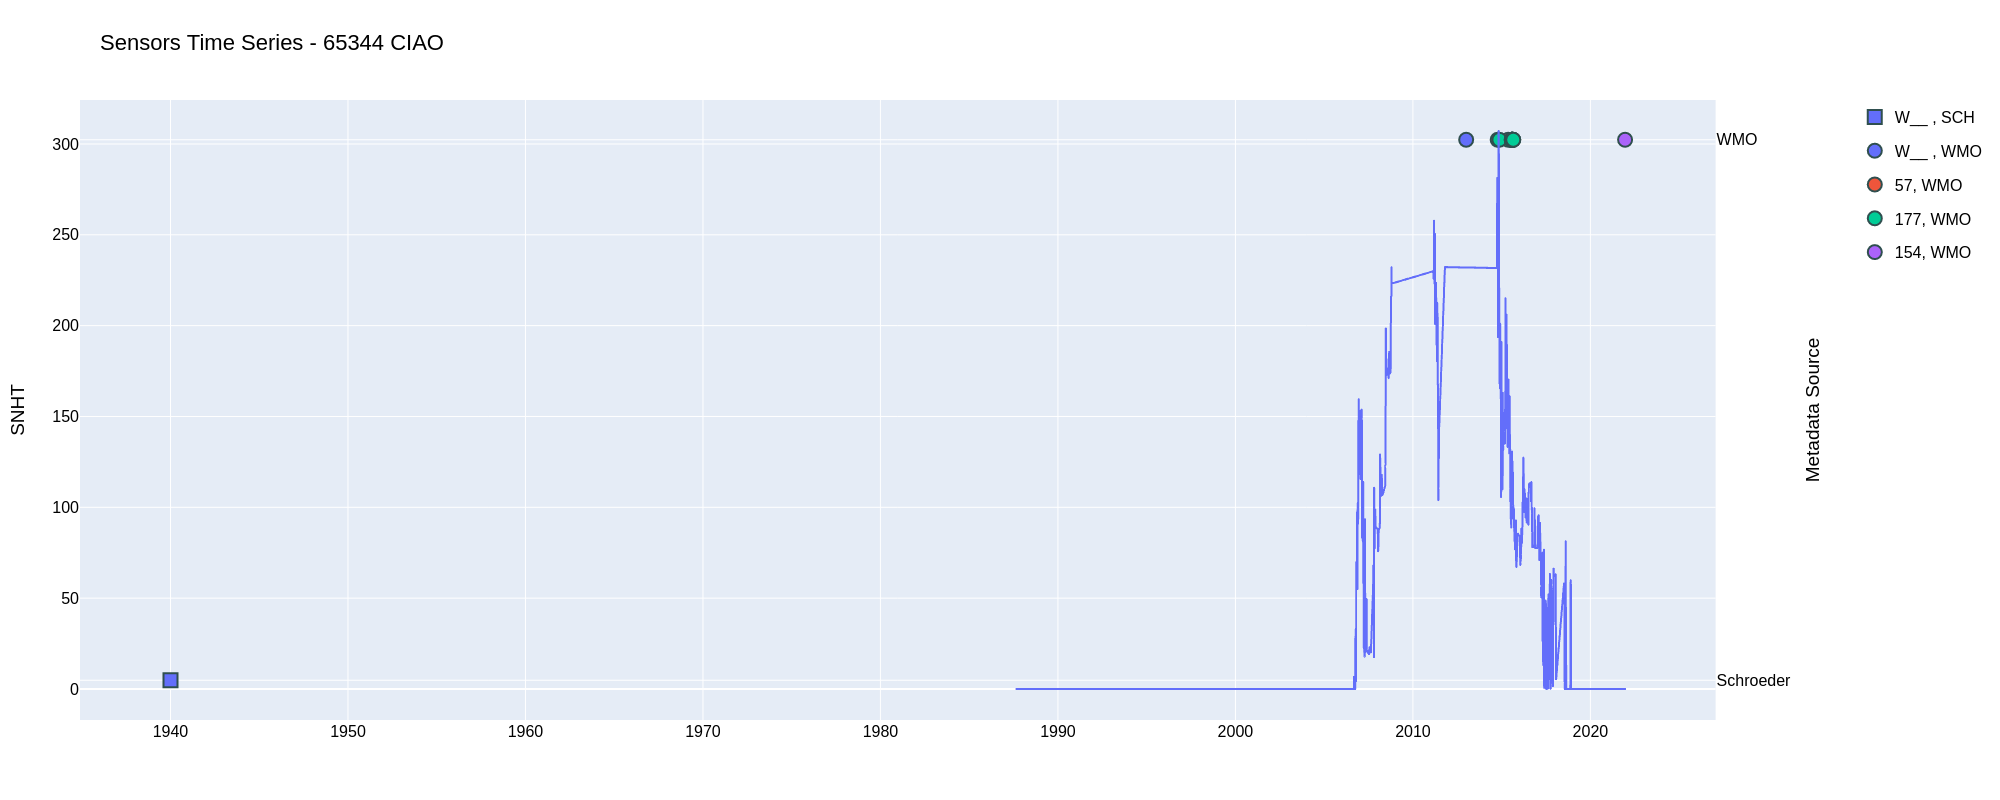 Sensors Time Series - 65344 CIAO
W__ , SCH
W__ , WMO
57, WMO
177, WMO
154, WMO
SNHT
300
250
200
150
100
50
0
WMO
Schroeder
Metadata Source
1940 1950 1960 1970 1980 1990 2000 2010 2020